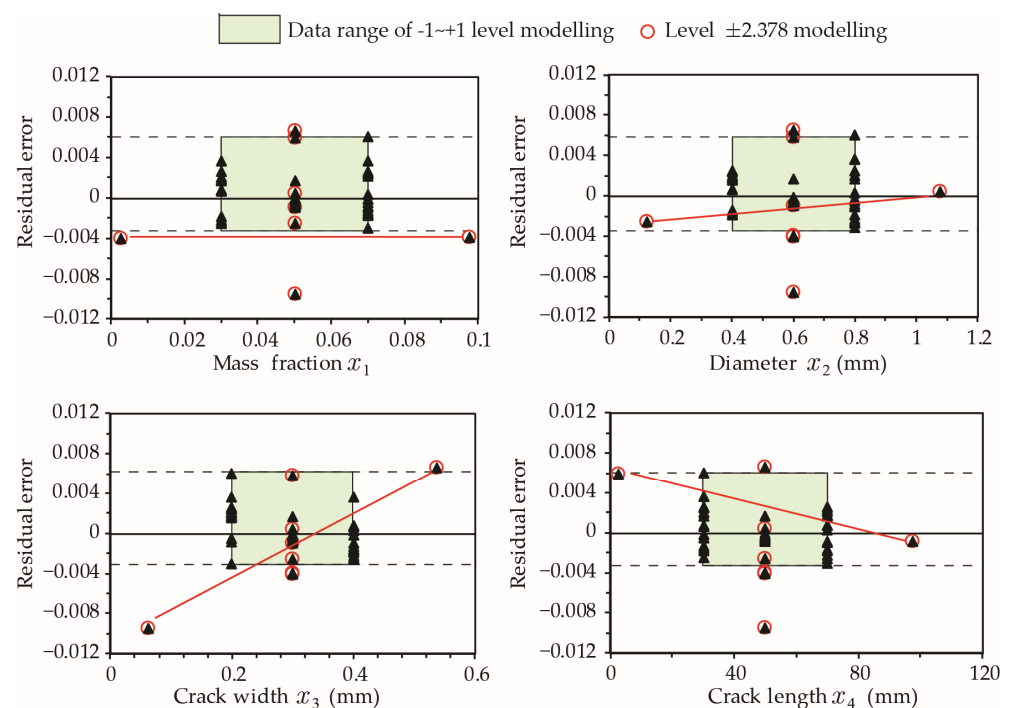 Data range of -1~+1 level modelling Level ±2.378 modelling
0.012
0.008
0.004
0
−0.004
−0.008
−0.012
Residual error
0 0.02 0.04 0.06 0.08 0.1
Mass fraction x1
0.012
0.008
0.004
0
−0.004
−0.008
−0.012
Residual error
0 0.2 0.4 0.6 0.8 1 1.2
Diameter x2 (mm)
0.012
0.008
0.004
0
−0.004
−0.008
−0.012
Residual error
0 0.2 0.4 0.6
Crack width x3 (mm)
0.012
0.008
0.004
0
−0.004
−0.008
−0.012
Residual error
0 40 80 120
Crack length x4 (mm)